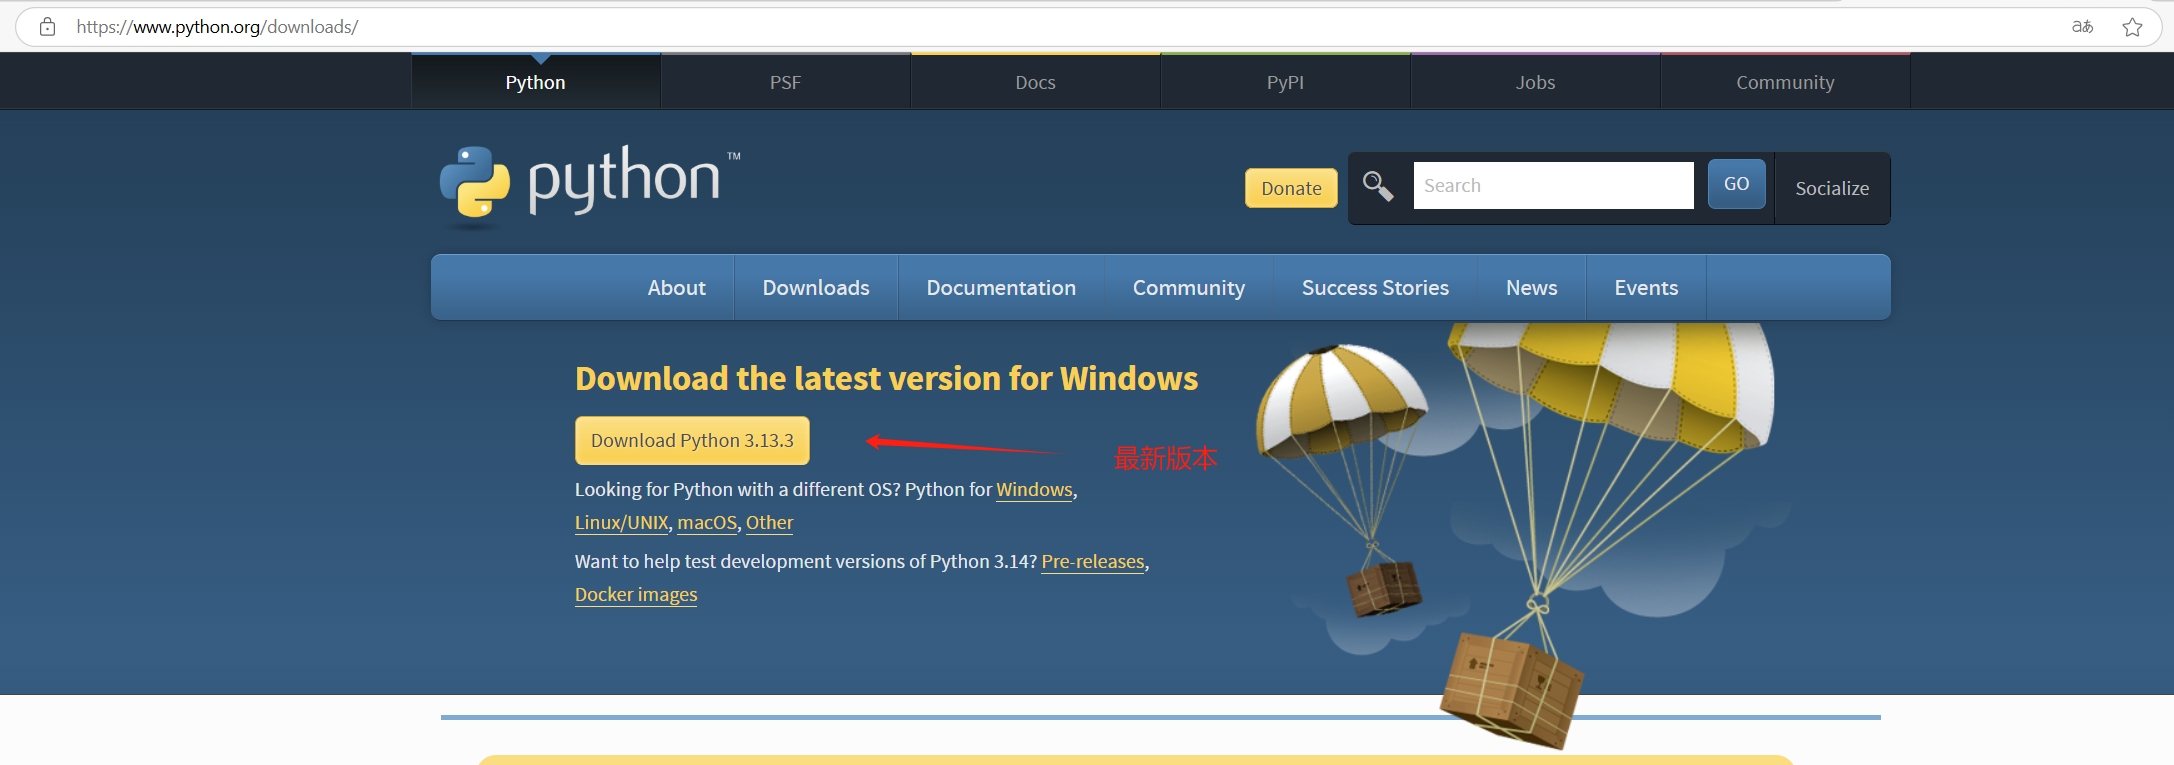 https://www.python.org/downloads/
aあ
Python PSF Docs PyPI Jobs Community
python™
Donate Search GO Socialize
About Downloads Documentation Community Success Stories News Events
Download the latest version for Windows
Download Python 3.13.3
最新版本
Looking for Python with a different OS? Python for Windows,
Linux/UNIX, macOS, Other
Want to help test development versions of Python 3.14? Pre-releases,
Docker images